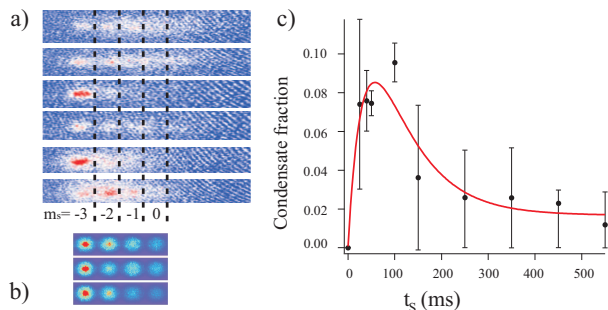 a)
mₛ= -3 -2 -1 0
b)
c)
Condensate fraction
0.10
0.08
0.06
0.04
0.02
0.00
0 100 200 300 400 500
tₛ (ms)